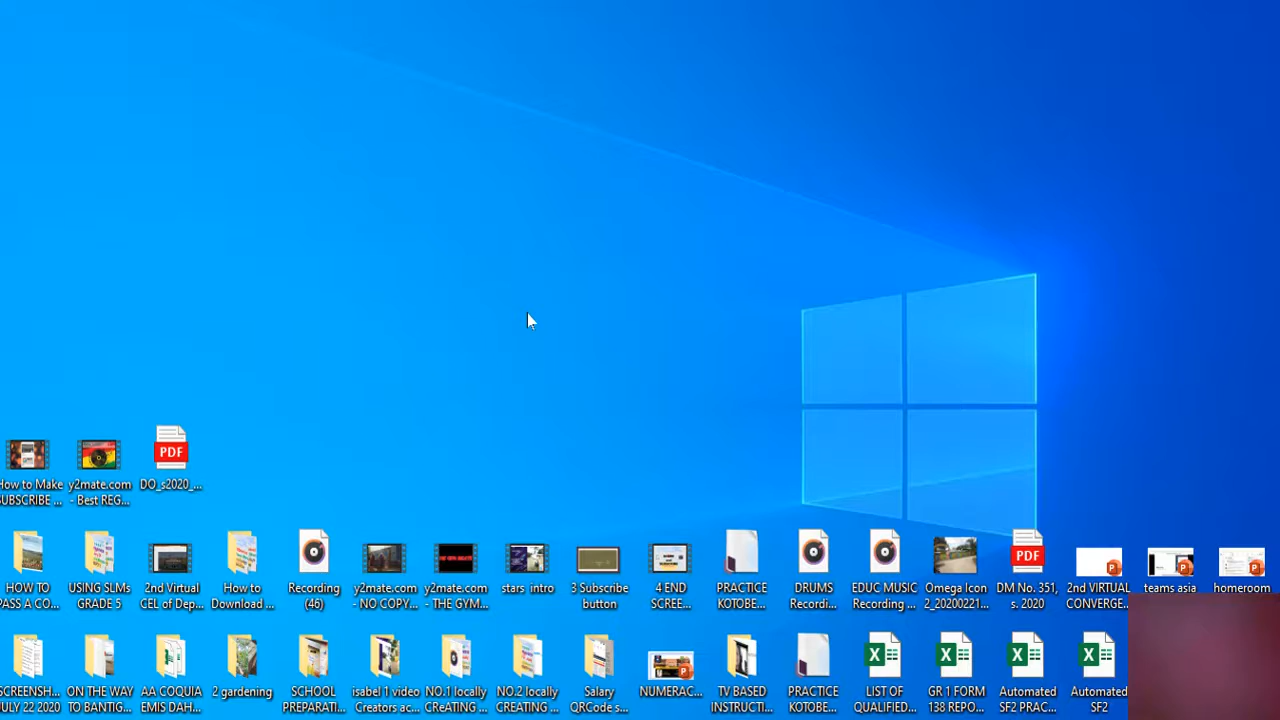 How to Make
SUBSCRIBE ...
y2mate.com
- Best REG...
PDF
DO_s2020_...
HOW TO
PASS A CO...
USING SLMs
GRADE 5
2nd Virtual
CEL of Dep...
How to
Download ...
Recording
(46)
y2mate.com
- NO COPY...
y2mate.com
- THE GYM...
stars intro
3 Subscribe
button
4 END
SCREE...
PRACTICE
KOTOBE...
DRUMS
Recordi...
EDUC MUSIC
Recording ...
Omega Icon
2_20200221...
PDF
DM No. 351,
s. 2020
2nd VIRTUAL
CONVERGE...
teams asia
homeroom
SCREENSH...
JULY 22 2020
ON THE WAY
TO BANTIG...
AA COQUIA
EMIS DAH...
2 gardening
SCHOOL
PREPARATI...
isabel 1 video
Creators ac...
NO.1 locally
CrEATING ...
NO.2 locally
CREATING ...
Salary
QRCode s...
NUMERAC...
TV BASED
INSTRUCTI...
PRACTICE
KOTOBE...
LIST OF
QUALIFIED...
GR 1 FORM
138 REPO...
Automated
SF2 PRAC...
Automated
SF2